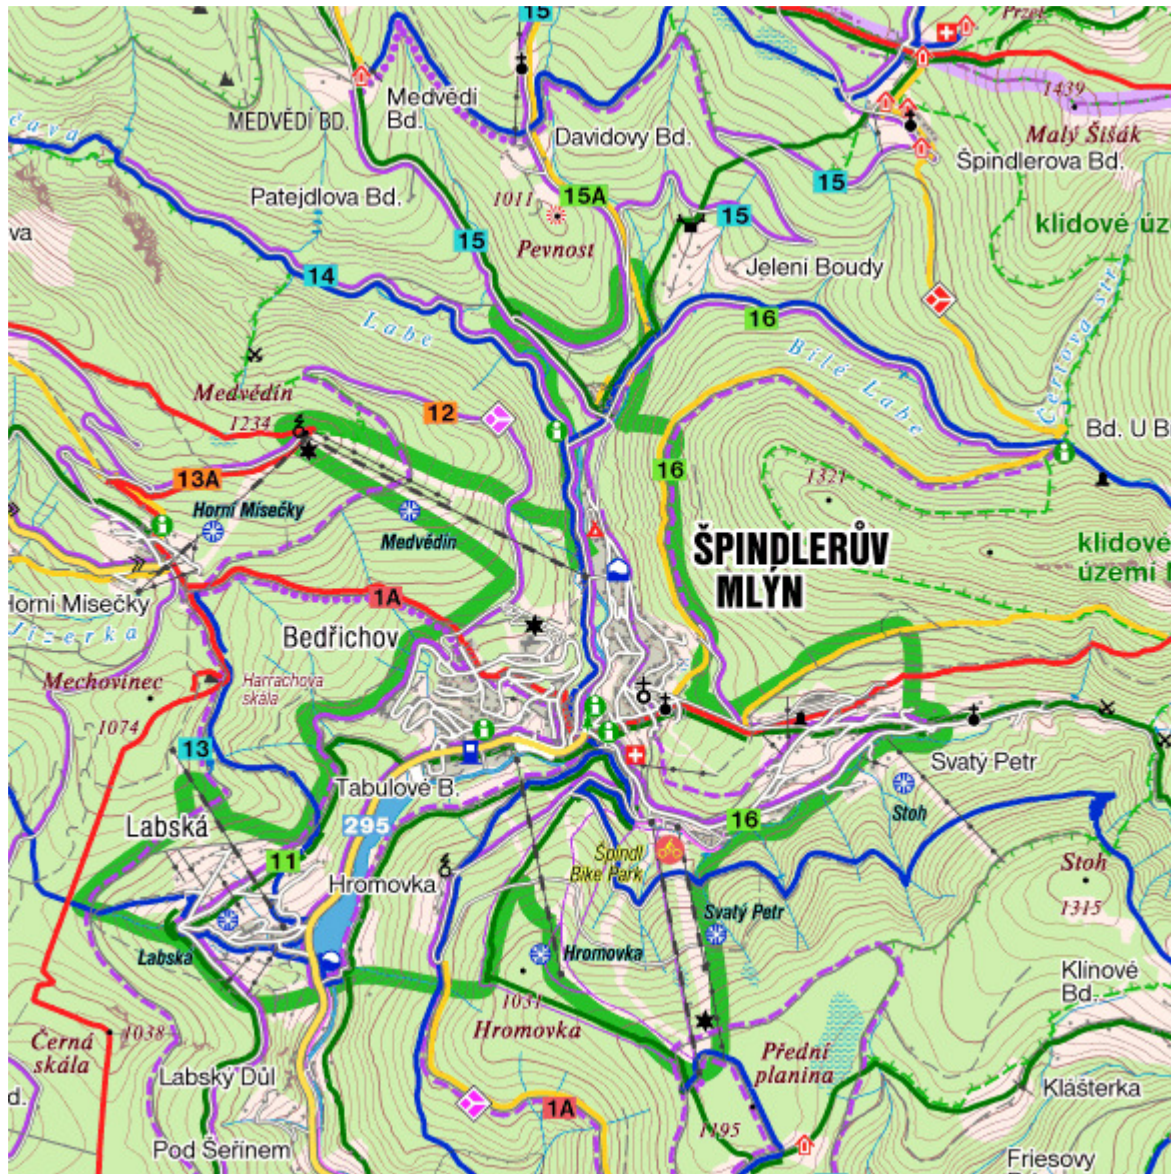 15
Przeł.
1439
Medvědí
Bd.
MEDVĚDÍ BD.
Davidovy Bd.
Malý Šišák
Špindlerova Bd.
15
Patejdlova Bd.
1011
15A
15
15
klidové úz
Pevnost
Jelení Boudy
14
Labe
16
Bílé Labe
Čertova str.
Medvědín
1234
12
Bd. U B
13A
16
1321
Horní Mísečky
Medvědín
ŠPINDLERŮV
MLÝN
klidové
území
Horní Mísečky
Jizerka
1A
Bedřichov
Mechovinec
1074
Harrachova
skála
13
Tabulové B.
Svatý Petr
Stoh
Labská
295
16
11
Hromovka
Špindl
Bike Park
Stoh
1315
Svatý Petr
Labská
Hromovka
Klínové
Bd.
1031
Hromovka
Černá
skála
1038
Přední
planina
Labský Důl
Klášterka
d.
1A
1195
Pod Šeřínem
Friesovy